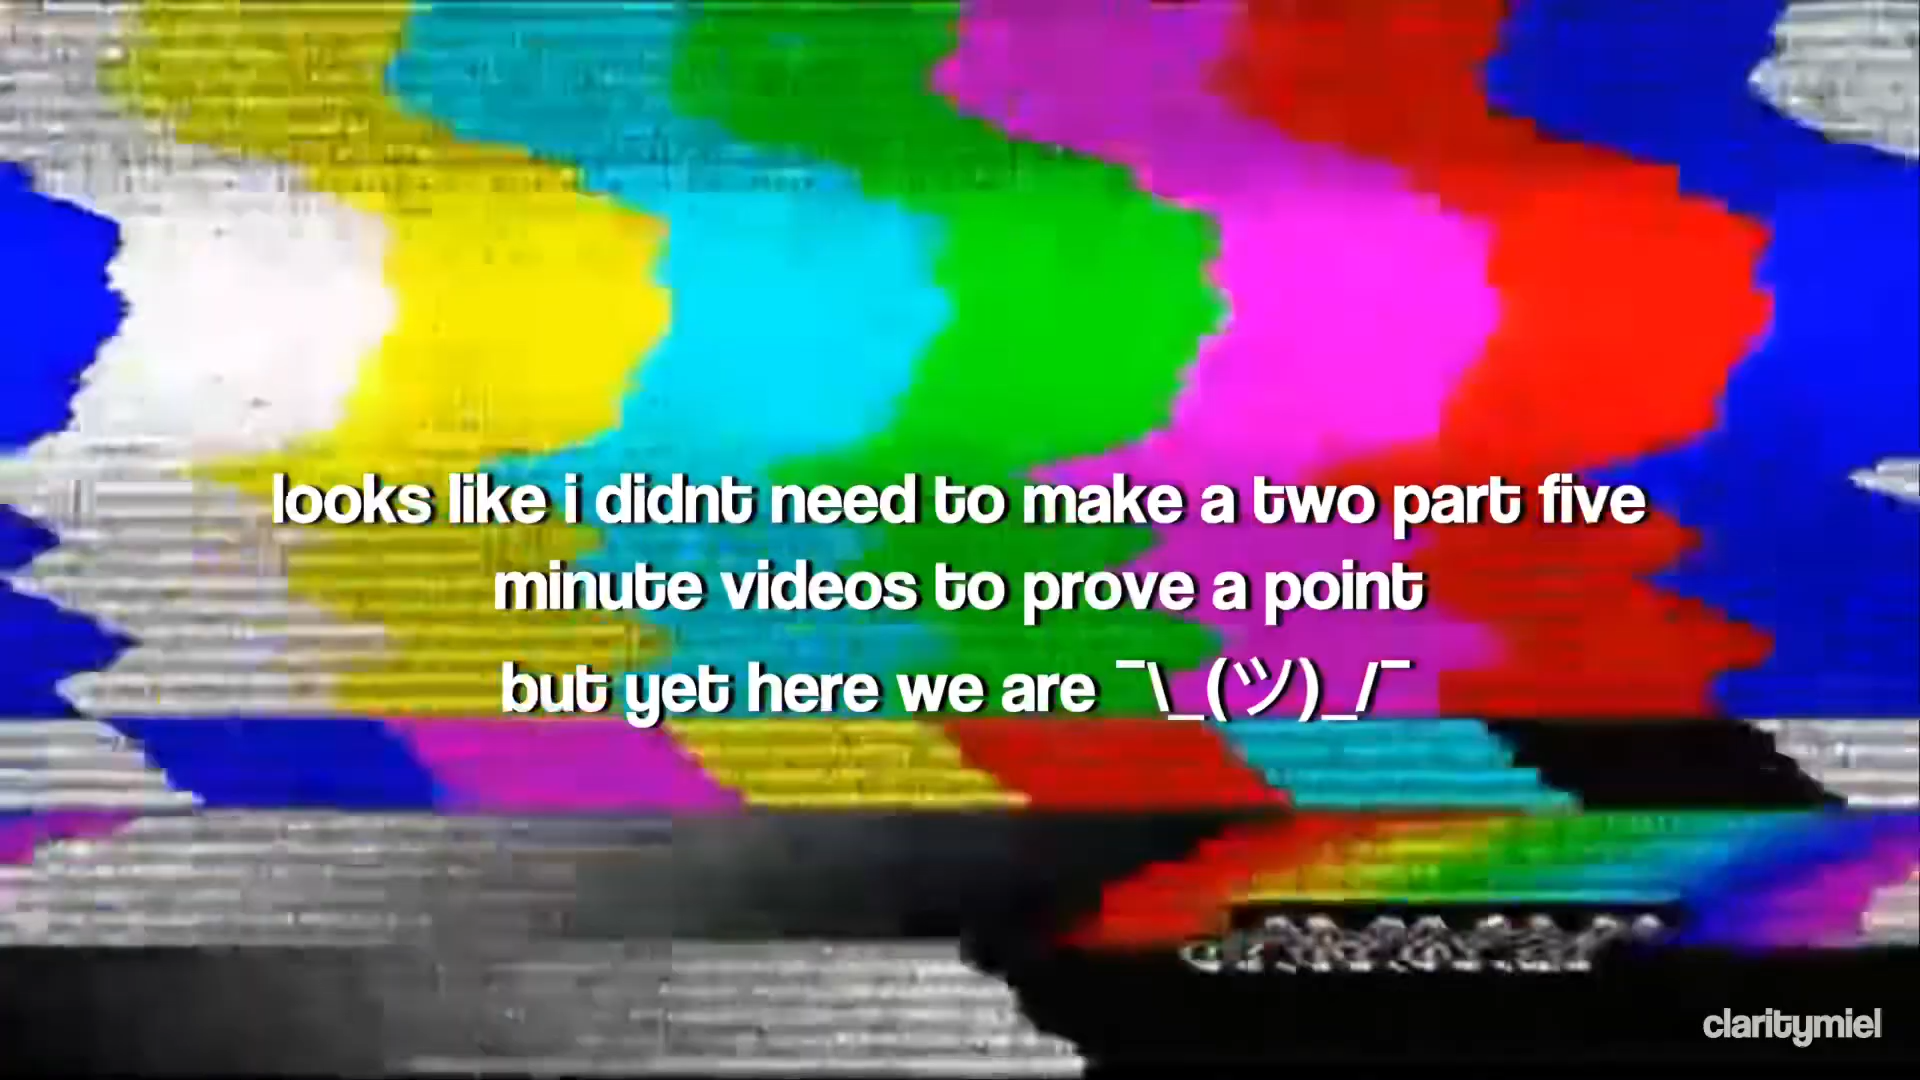 looks like i didnt need to make a two part five
minute videos to prove a point
but yet here we are ¯\_(ツ)_/¯
claritymiel